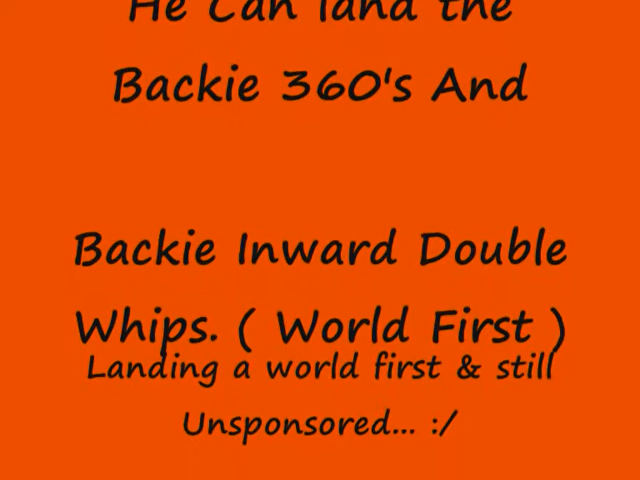 He Can land the
Backie 360's And
Backie Inward Double
Whips. ( World First )
Landing a world first & still
Unsponsored... :/